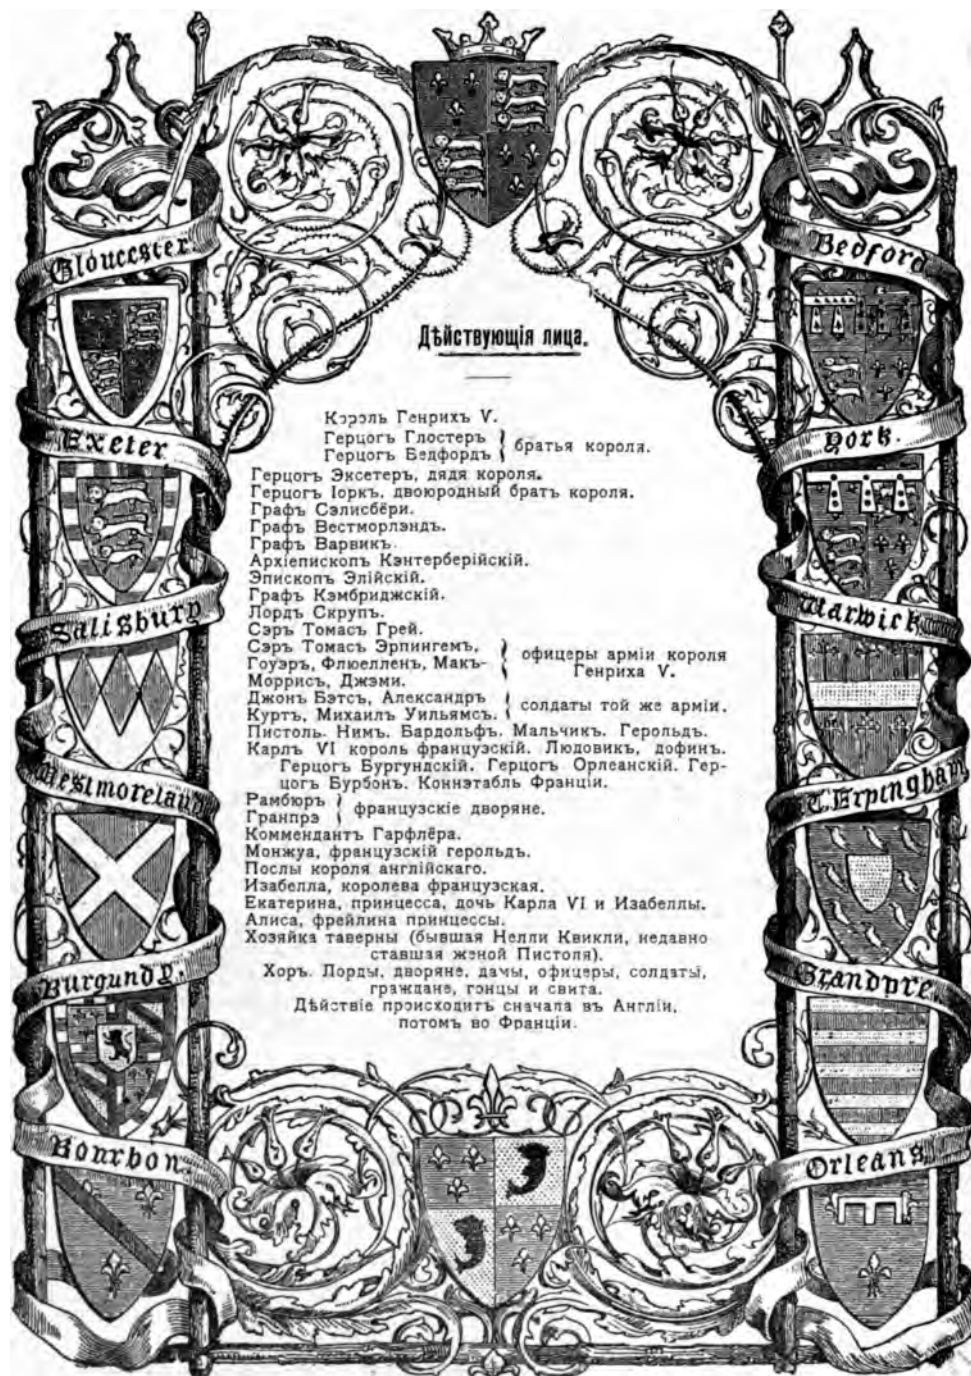 Gloucester.
Bedford
Exeter
York.
Salisbury
Warwick.
Westmoreland
T. Erpingham
Burgundy.
Grandpre.
Bourbon.
Orleans
Дѣйствующія лица.
Король Генрихъ V.
Герцогъ Глостеръ
Герцогъ Бедфордъ } братья короля.
Герцогъ Эксетеръ, дядя короля.
Герцогъ Іоркъ, двоюродный братъ короля.
Графъ Сэлисбёри.
Графъ Вестморлэндъ.
Графъ Варвикъ.
Архіепископъ Кэнтерберійскій.
Эпископъ Элійскій.
Графъ Кэмбриджскій.
Лордъ Скрупъ.
Сэръ Томасъ Грей.
Сэръ Томасъ Эрпингемъ,
Гоуэръ, Флюелленъ, Макъ-
Моррисъ, Джэми. } офицеры арміи короля
Генриха V.
Джонъ Бэтсъ, Александръ
Куртъ, Михаилъ Уильямсъ. } солдаты той же арміи.
Пистоль. Нимъ. Бардольфъ. Мальчикъ. Герольдъ.
Карлъ VI король французскій. Людовикъ, дофинъ.
Герцогъ Бургундскій. Герцогъ Орлеанскій. Гер-
цогъ Бурбонъ. Коннэтабль Франціи.
Рамбюръ
Гранпрэ } французскіе дворяне.
Коммендантъ Гарфлёра.
Монжуа, французскій герольдъ.
Послы короля англійскаго.
Изабелла, королева французская.
Екатерина, принцесса, дочь Карла VI и Изабеллы.
Алиса, фрейлина принцессы.
Хозяйка таверны (бывшая Нелли Квикли, недавно
ставшая женой Пистоля).
Хоръ. Лорды, дворяне, дамы, офицеры, солдаты,
граждане, гонцы и свита.
Дѣйствіе происходитъ сначала въ Англіи,
потомъ во Франціи.